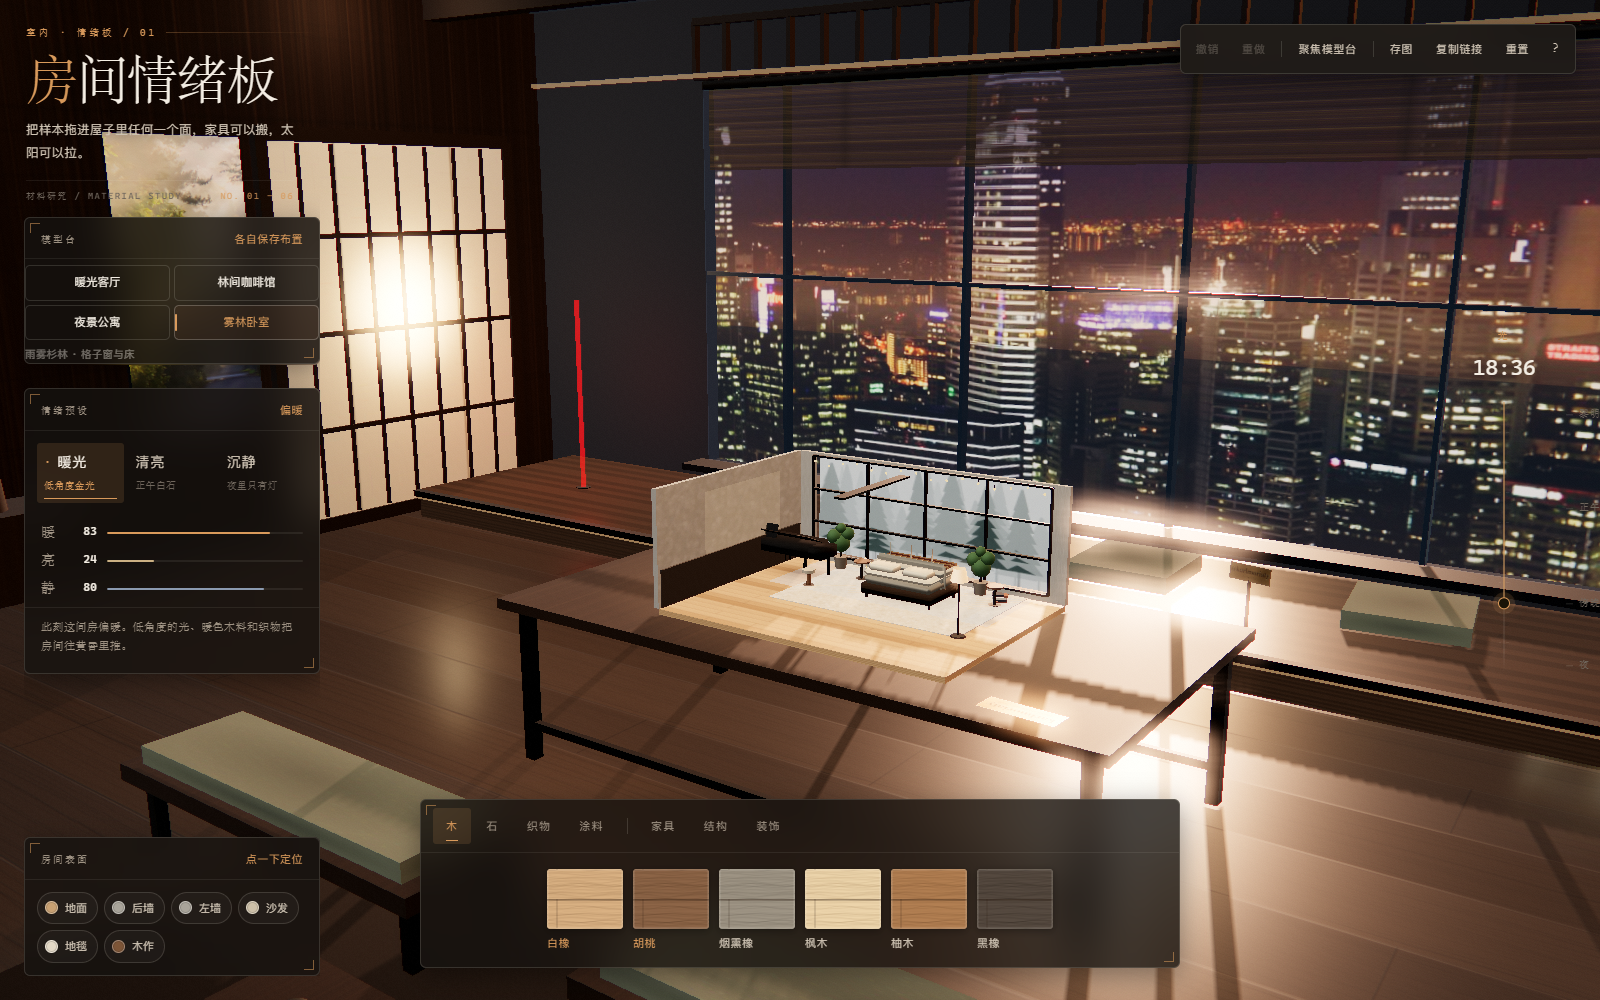 室内 · 情绪板 / 01
房间情绪板
把样本拖进屋子里任何一个面，家具可以搬，太
阳可以拉。
材料研究 / MATERIAL STUDY NO. 01
模型台 各自保存布置
暖光客厅 林间咖啡馆
夜景公寓 雾林卧室
雨雾杉林 · 格子窗与床
情绪预设 偏暖
· 暖光 清亮 沉静
低角度金光 正午白石 夜里只有灯
暖 83
亮 24
静 80
此刻这间房偏暖。低角度的光、暖色木料和织物把
房间往黄昏里推。
房间表面 点一下定位
地面 后墙 左墙 沙发
地毯 木作
撤销 重做 聚焦模型台 存图 复制链接 重置 ?
STRAITS
TRADING
18:36
正午
夜
木 石 织物 涂料 家具 结构 装饰
白橡 胡桃 烟熏橡 枫木 柚木 黑橡